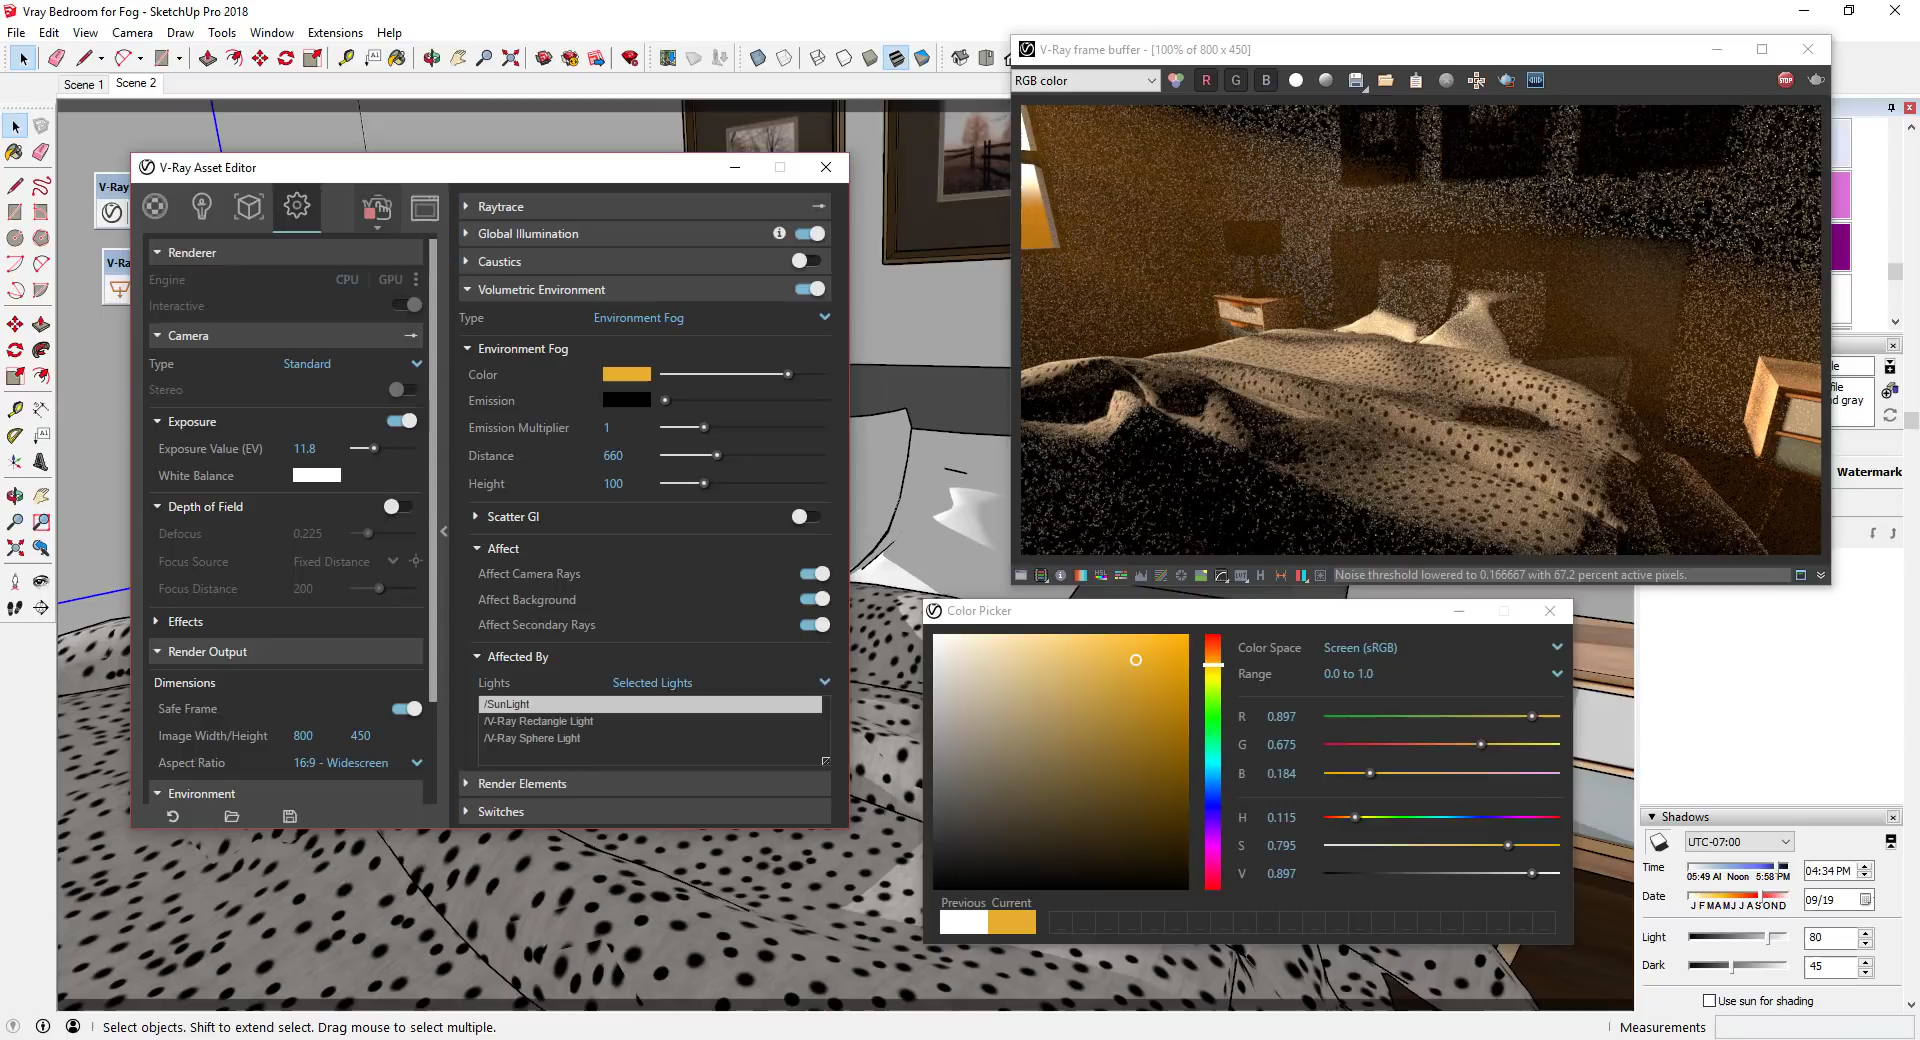 Vray Bedroom for Fog - SketchUp Pro 2018
File Edit View Camera Draw Tools Window Extensions Help
Scene 1 Scene 2
V-Ray
V-Ra
V-Ray Asset Editor
Renderer
Engine CPU GPU
Interactive
Camera
Type Standard
Stereo
Exposure
Exposure Value (EV) 11.8
White Balance
Depth of Field
Defocus 0.225
Focus Source Fixed Distance
Focus Distance 200
Effects
Render Output
Dimensions
Safe Frame
Image Width/Height 800 450
Aspect Ratio 16:9 - Widescreen
Environment
Raytrace
Global Illumination
Caustics
Volumetric Environment
Type Environment Fog
Environment Fog
Color
Emission
Emission Multiplier 1
Distance 660
Height 100
Scatter GI
Affect
Affect Camera Rays
Affect Background
Affect Secondary Rays
Affected By
Lights Selected Lights
/SunLight
/V-Ray Rectangle Light
/V-Ray Sphere Light
Render Elements
Switches
V-Ray frame buffer - [100% of 800 x 450]
RGB color R G B STOP
HSL H
Noise threshold lowered to 0.166667 with 67.2 percent active pixels.
Color Picker
Color Space Screen (sRGB)
Range 0.0 to 1.0
R 0.897
G 0.675
B 0.184
H 0.115
S 0.795
V 0.897
Previous Current
le
file
nd gray
Watermark
Shadows
UTC-07:00
Time 05:49 AI Noon 5:58 PM 04:34 PM
Date J F M A M J J A S O N D 09/19
Light 80
Dark 45
Use sun for shading
Select objects. Shift to extend select. Drag mouse to select multiple.
Measurements